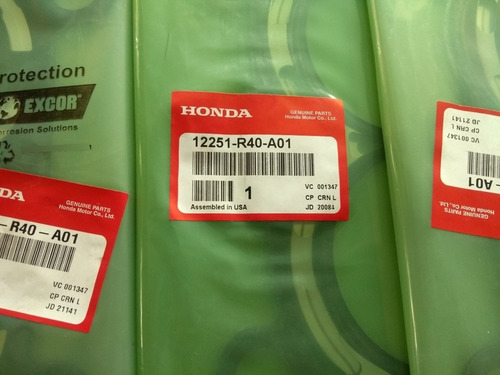 rotection
EXCOR
rrosion Solutions
DA
GENUINE PARTS
Honda Motor Co., Ltd.
-R40-A01
VC 001347
CP CRN L
JD 21141
HONDA
GENUINE PARTS
Honda Motor Co., Ltd.
12251-R40-A01
1
Assembled in USA
VC 001347
CP CRN L
JD 20084
GENUINE PARTS
Honda Motor Co., Ltd.
A01
VC 001347
CP CRN L
JD 21141